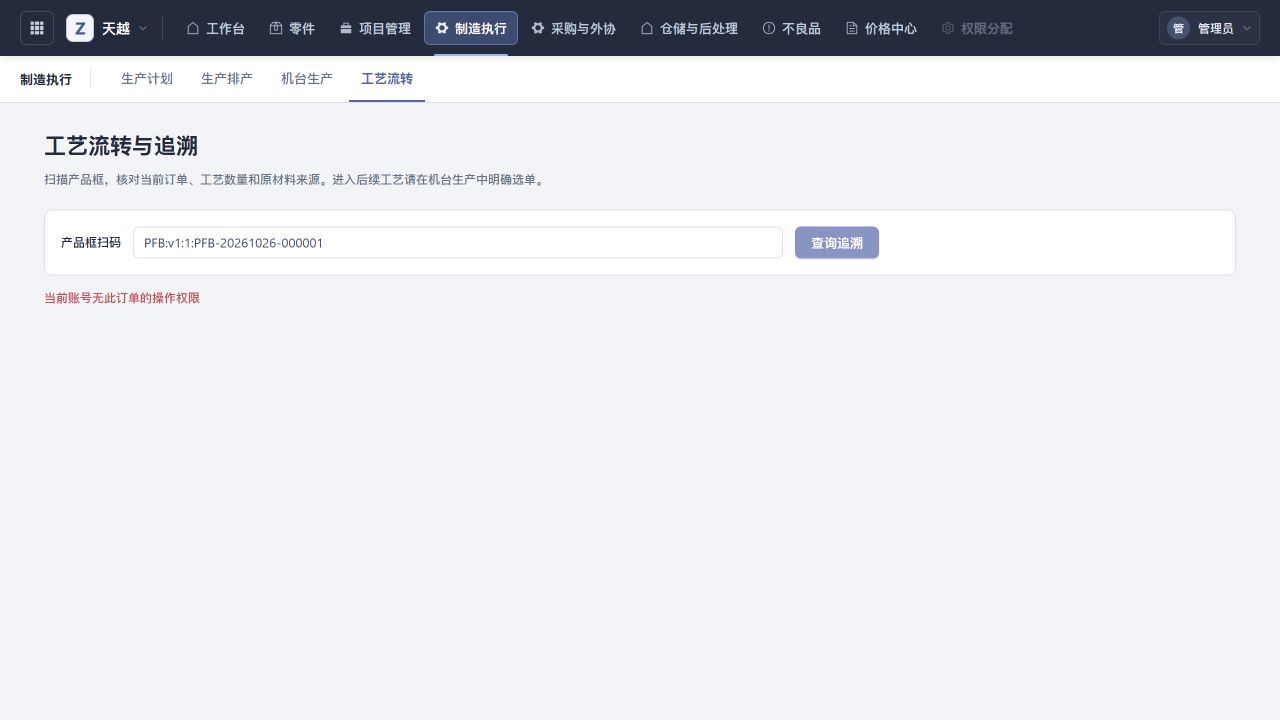 Z 天越 工作台 零件 项目管理 制造执行 采购与外协 仓储与后处理 不良品 价格中心 权限分配 管 管理员
制造执行 生产计划 生产排产 机台生产 工艺流转
工艺流转与追溯
扫描产品框，核对当前订单、工艺数量和原材料来源。进入后续工艺请在机台生产中明确选单。
产品框扫码 PFB:v1:1:PFB-20261026-000001 查询追溯
当前账号无此订单的操作权限